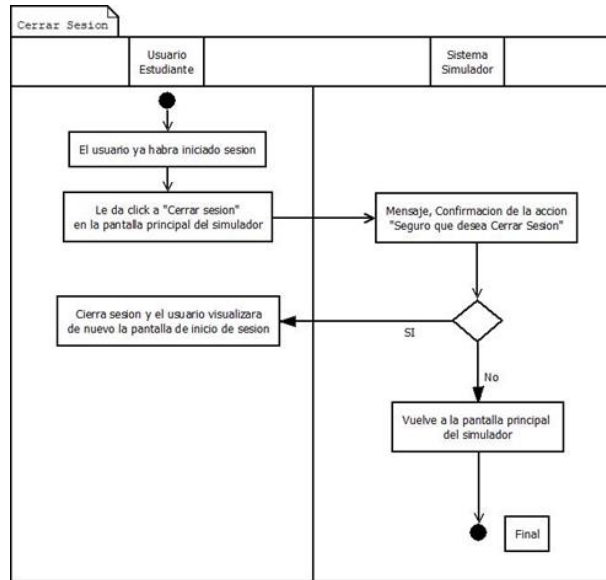 Cerrar Sesion
Usuario
Estudiante
Sistema
Simulador
El usuario ya habra iniciado sesion
Le da click a "Cerrar sesion"
en la pantalla principal del simulador
Mensaje, Confirmacion de la accion
"Seguro que desea Cerrar Sesion"
Cierra sesion y el usuario visualizara
de nuevo la pantalla de inicio de sesion
SI
No
Vuelve a la pantalla principal
del simulador
Final